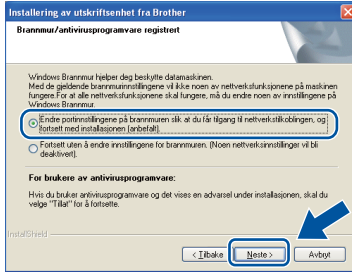 Installering av utskriftsenhet fra Brother
Brannmur/antivirusprogramvare registrert
Windows Brannmur hjelper deg beskytte datamaskinen.
Med de gjeldende brannmurinnstillingene vil ikke noen av nettverksfunksjonene på maskinen
fungere.For at alle nettverksfunksjonene skal fungere, må du endre noen av innstillingene på
Windows Brannmur.
Endre portinnstillingene på brannmuren slik at du får tilgang til nettverkstilkoblingen, og
fortsett med installasjonen (anbefalt).
Fortsett uten å endre innstillingene for brannmuren. (Noen nettverksinnstillinger vil bli
deaktivert).
For brukere av antivirusprogramvare:
Hvis du bruker antivirusprogramvare og det vises en advarsel under installasjonen, skal du
velge "Tillat" for å fortsette.
InstallShield
< Tilbake
Neste >
Avbryt